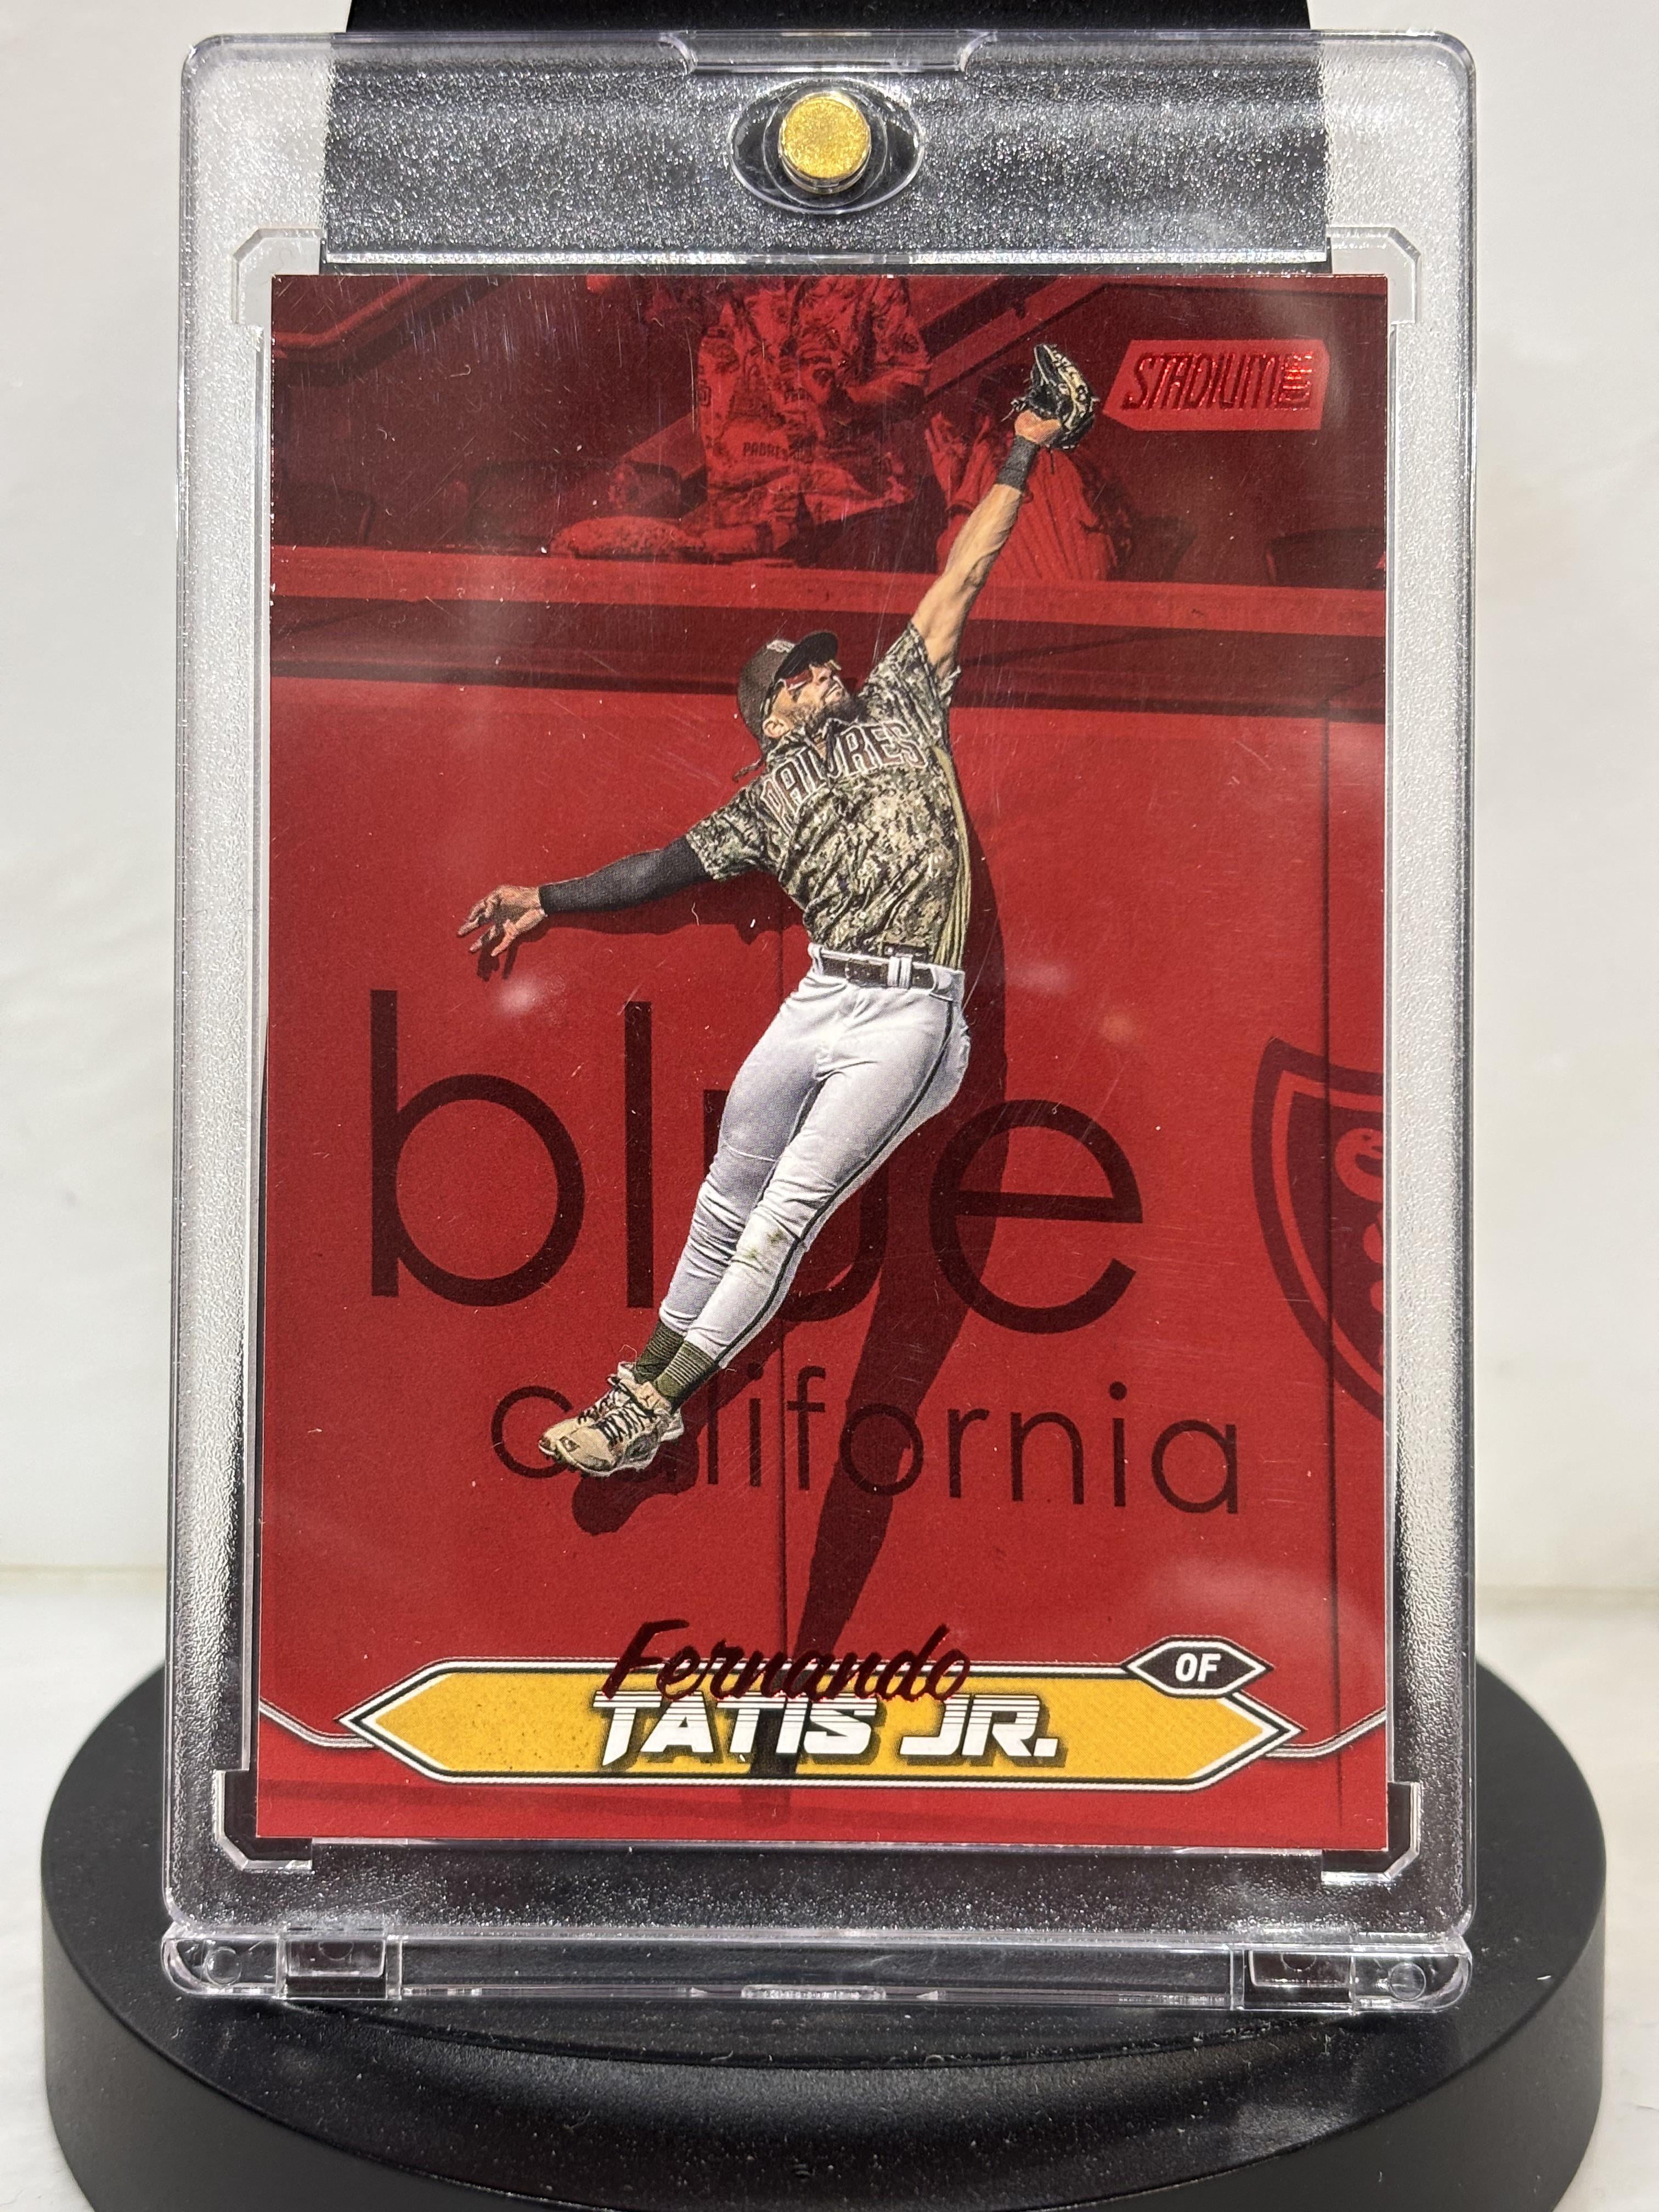 STADIUM
PADRES
PADRES
blue
california
Fernando
OF
TATIS JR.